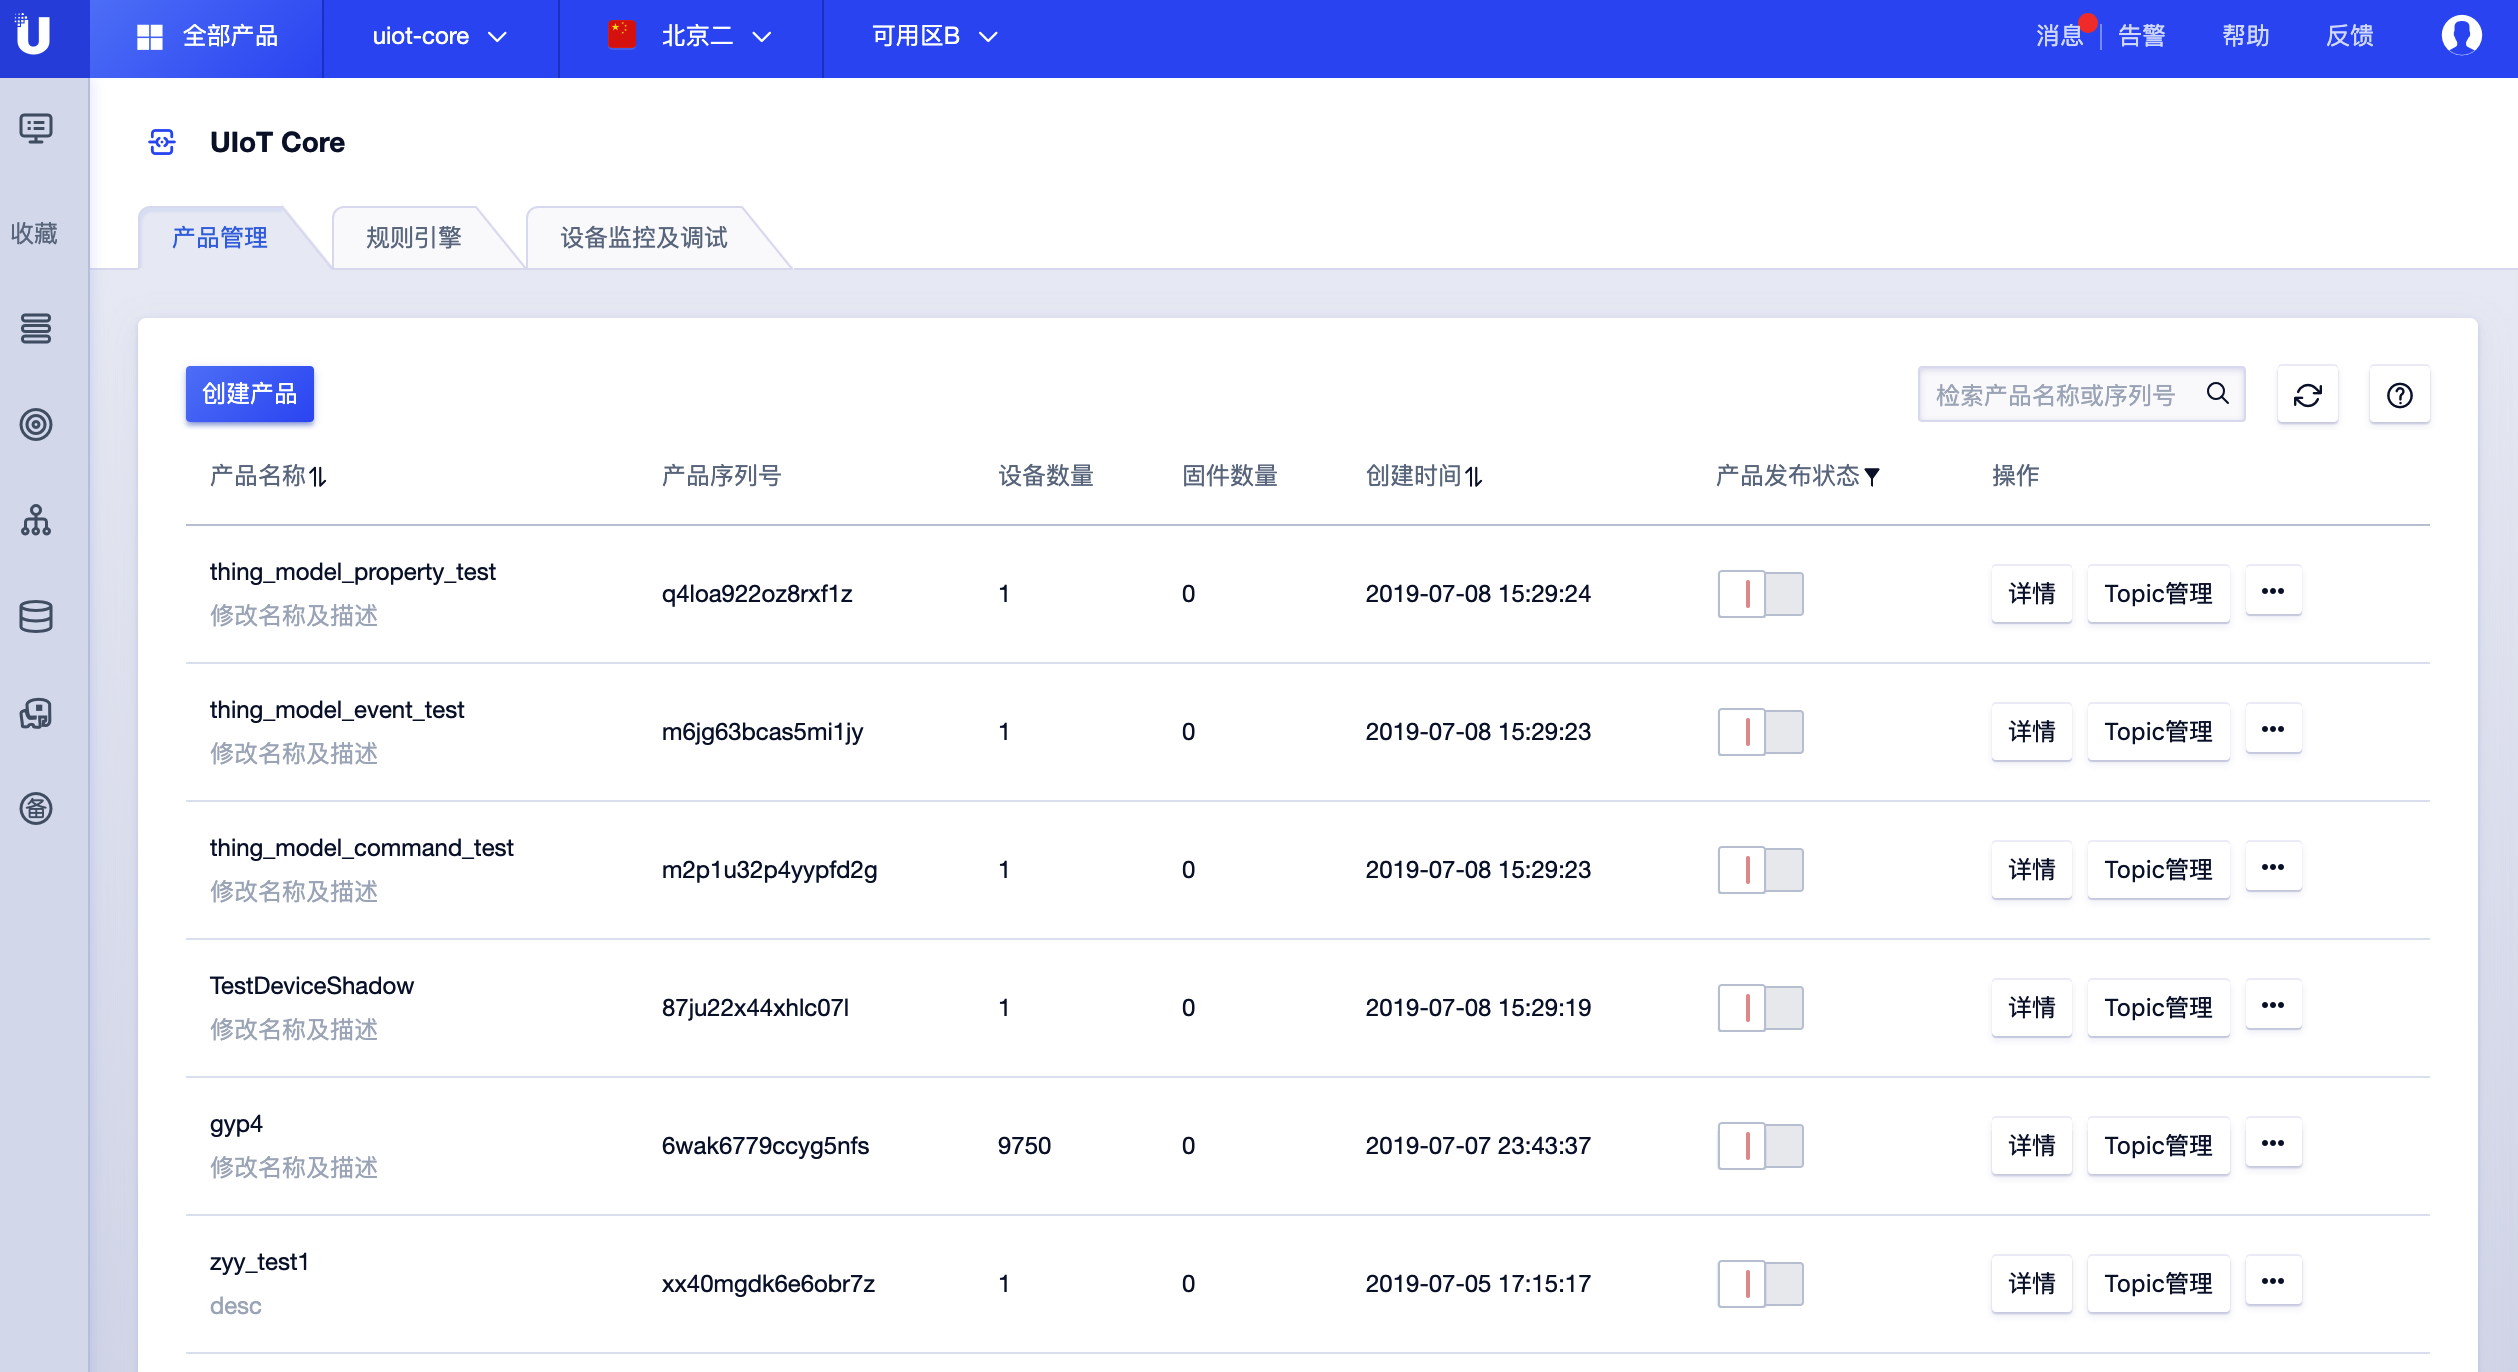 全部产品 uiot-core 北京二 可用区B 消息 告警 帮助 反馈
UIoT Core
收藏
产品管理 规则引擎 设备监控及调试
创建产品 检索产品名称或序列号
产品名称 产品序列号 设备数量 固件数量 创建时间 产品发布状态 操作
thing_model_property_test
修改名称及描述
q4loa922oz8rxf1z 1 0 2019-07-08 15:29:24 详情 Topic管理
thing_model_event_test
修改名称及描述
m6jg63bcas5mi1jy 1 0 2019-07-08 15:29:23 详情 Topic管理
thing_model_command_test
修改名称及描述
m2p1u32p4yypfd2g 1 0 2019-07-08 15:29:23 详情 Topic管理
TestDeviceShadow
修改名称及描述
87ju22x44xhlc07l 1 0 2019-07-08 15:29:19 详情 Topic管理
gyp4
修改名称及描述
6wak6779ccyg5nfs 9750 0 2019-07-07 23:43:37 详情 Topic管理
zyy_test1
desc
xx40mgdk6e6obr7z 1 0 2019-07-05 17:15:17 详情 Topic管理
备